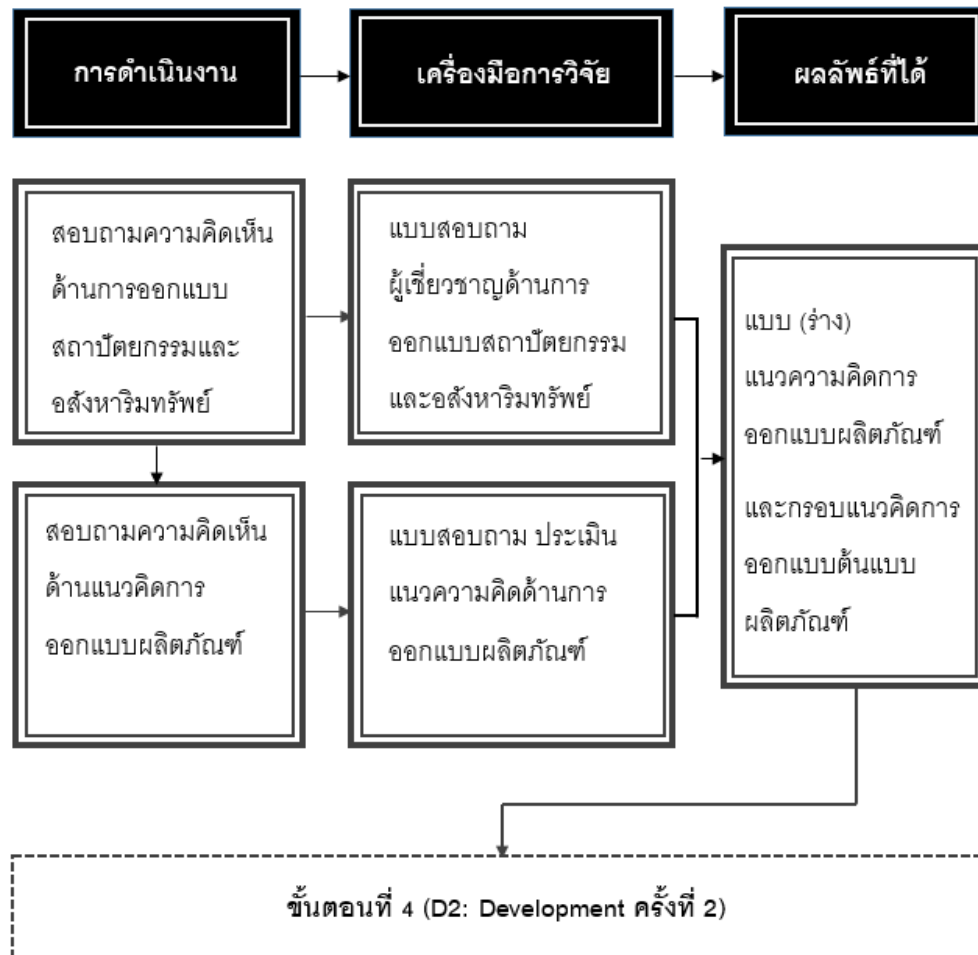 การดำเนินงาน
เครื่องมือการวิจัย
ผลลัพธ์ที่ได้
สอบถามความคิดเห็น
ด้านการออกแบบ
สถาปัตยกรรมและ
อสังหาริมทรัพย์
แบบสอบถาม
ผู้เชี่ยวชาญด้านการ
ออกแบบสถาปัตยกรรม
และอสังหาริมทรัพย์
สอบถามความคิดเห็น
ด้านแนวคิดการ
ออกแบบผลิตภัณฑ์
แบบสอบถาม ประเมิน
แนวความคิดด้านการ
ออกแบบผลิตภัณฑ์
แบบ (ร่าง)
แนวความคิดการ
ออกแบบผลิตภัณฑ์
และกรอบแนวคิดการ
ออกแบบต้นแบบ
ผลิตภัณฑ์
ขั้นตอนที่ 4 (D2: Development ครั้งที่ 2)